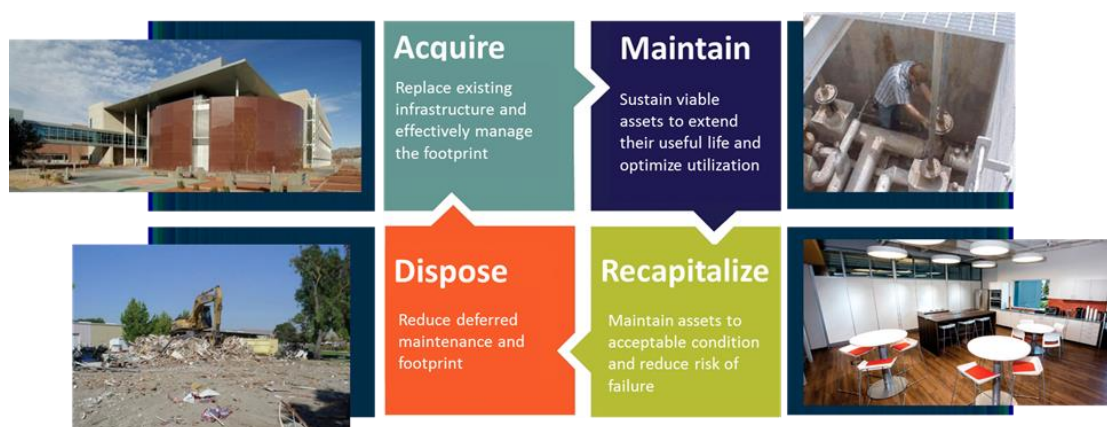 Acquire
Replace existing
infrastructure and
effectively manage
the footprint
Maintain
Sustain viable
assets to extend
their useful life and
optimize utilization
Dispose
Reduce deferred
maintenance and
footprint
Recapitalize
Maintain assets to
acceptable condition
and reduce risk of
failure